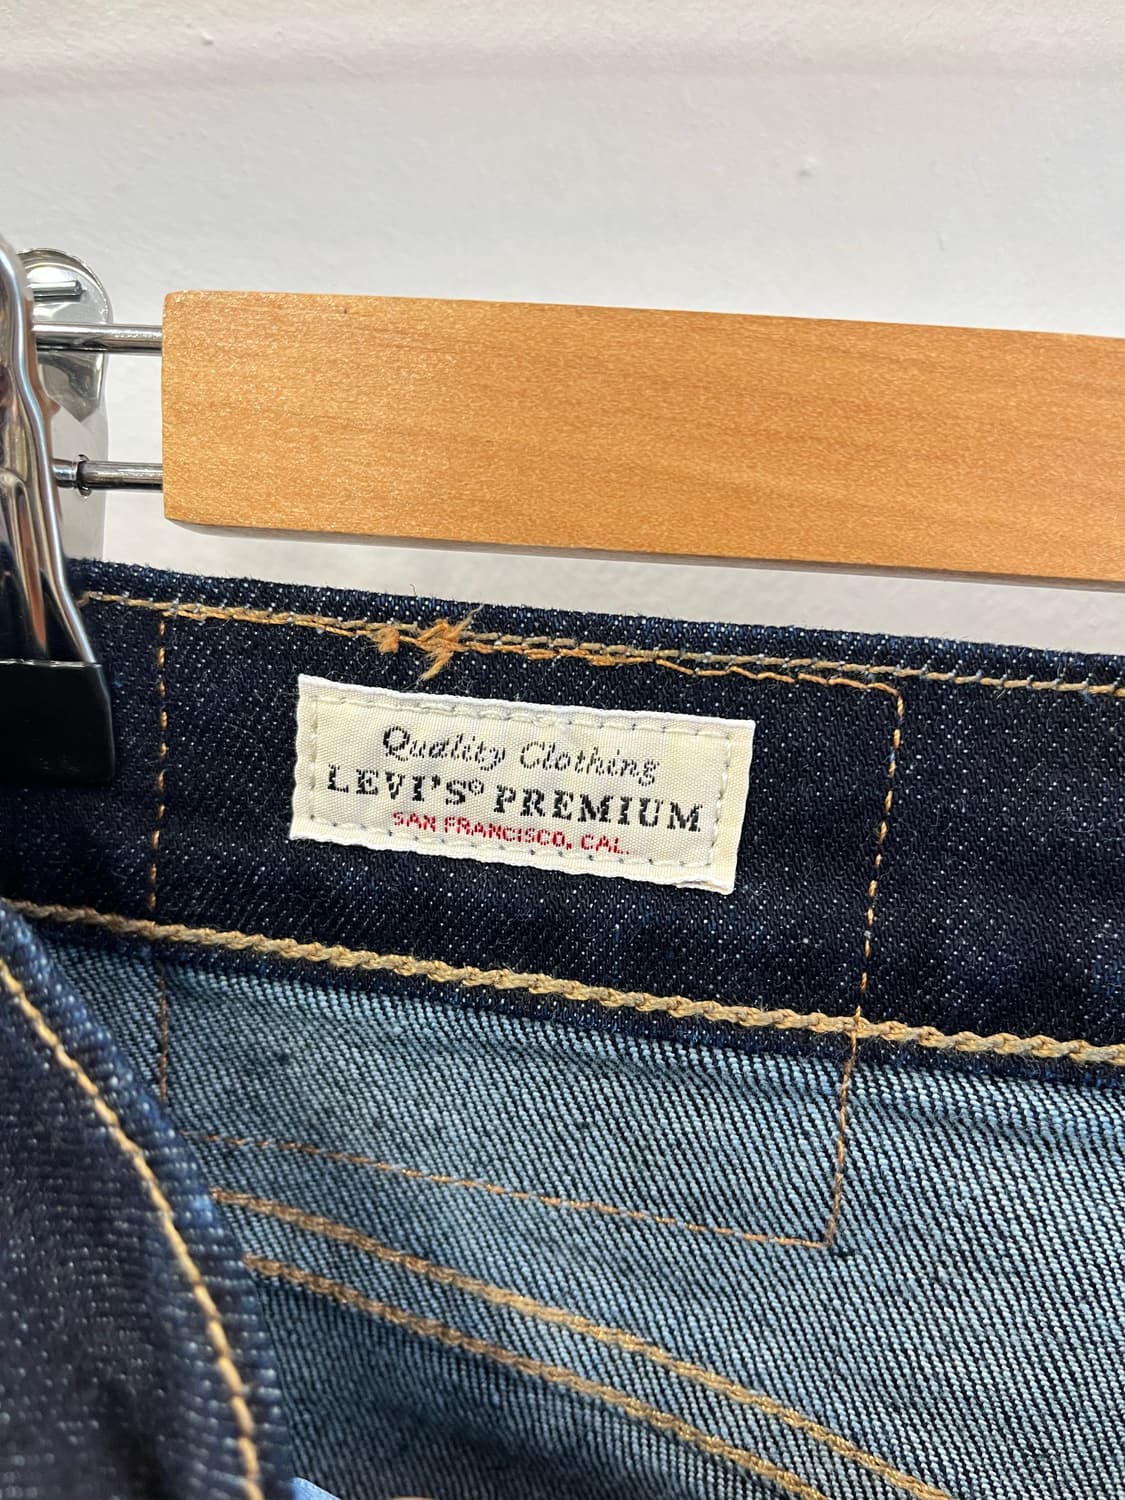 Quality Clothing
LEVI'S® PREMIUM
SAN FRANCISCO, CAL.